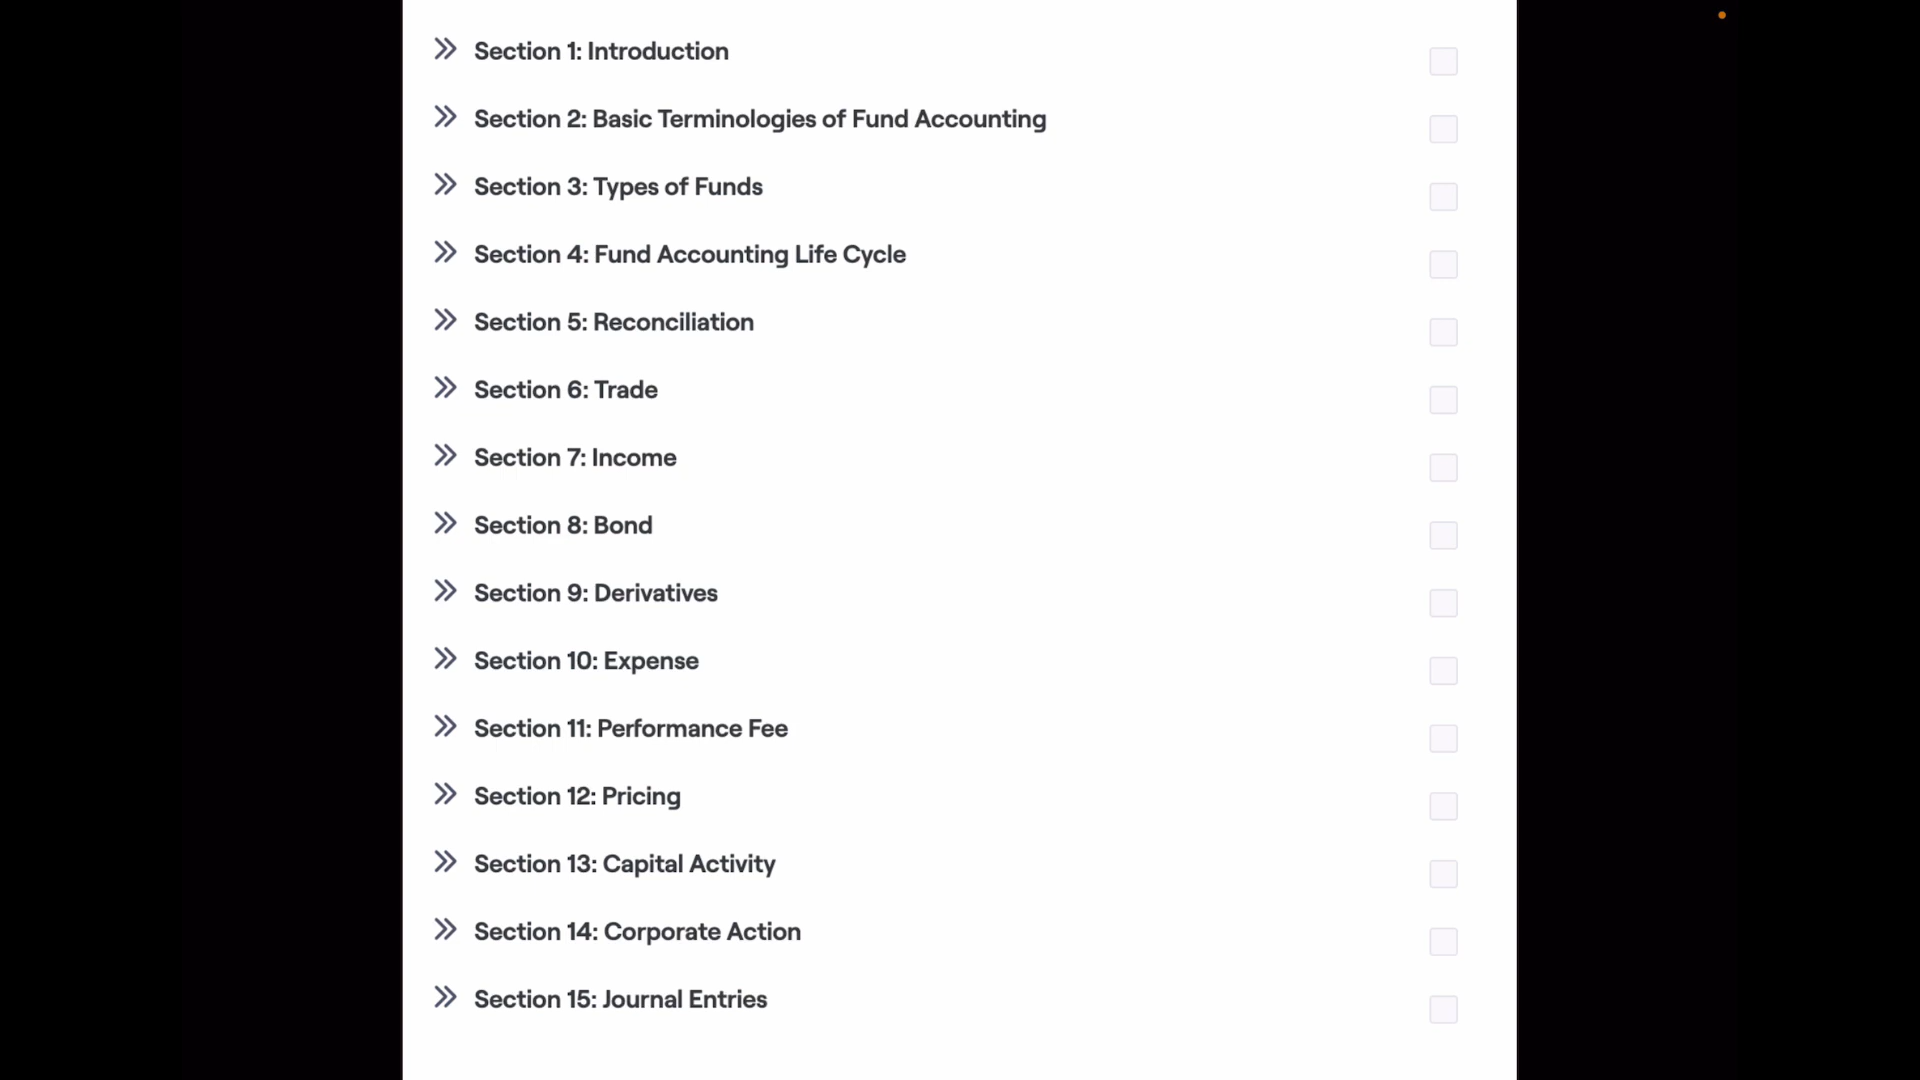 Section 1: Introduction
Section 2: Basic Terminologies of Fund Accounting
Section 3: Types of Funds
Section 4: Fund Accounting Life Cycle
Section 5: Reconciliation
Section 6: Trade
Section 7: Income
Section 8: Bond
Section 9: Derivatives
Section 10: Expense
Section 11: Performance Fee
Section 12: Pricing
Section 13: Capital Activity
Section 14: Corporate Action
Section 15: Journal Entries